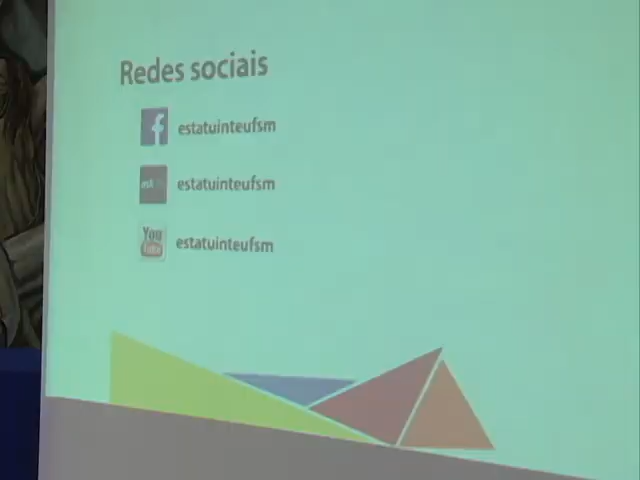 Redes sociais
f estatuinteufsm
estatuinteufsm
You Tube estatuinteufsm